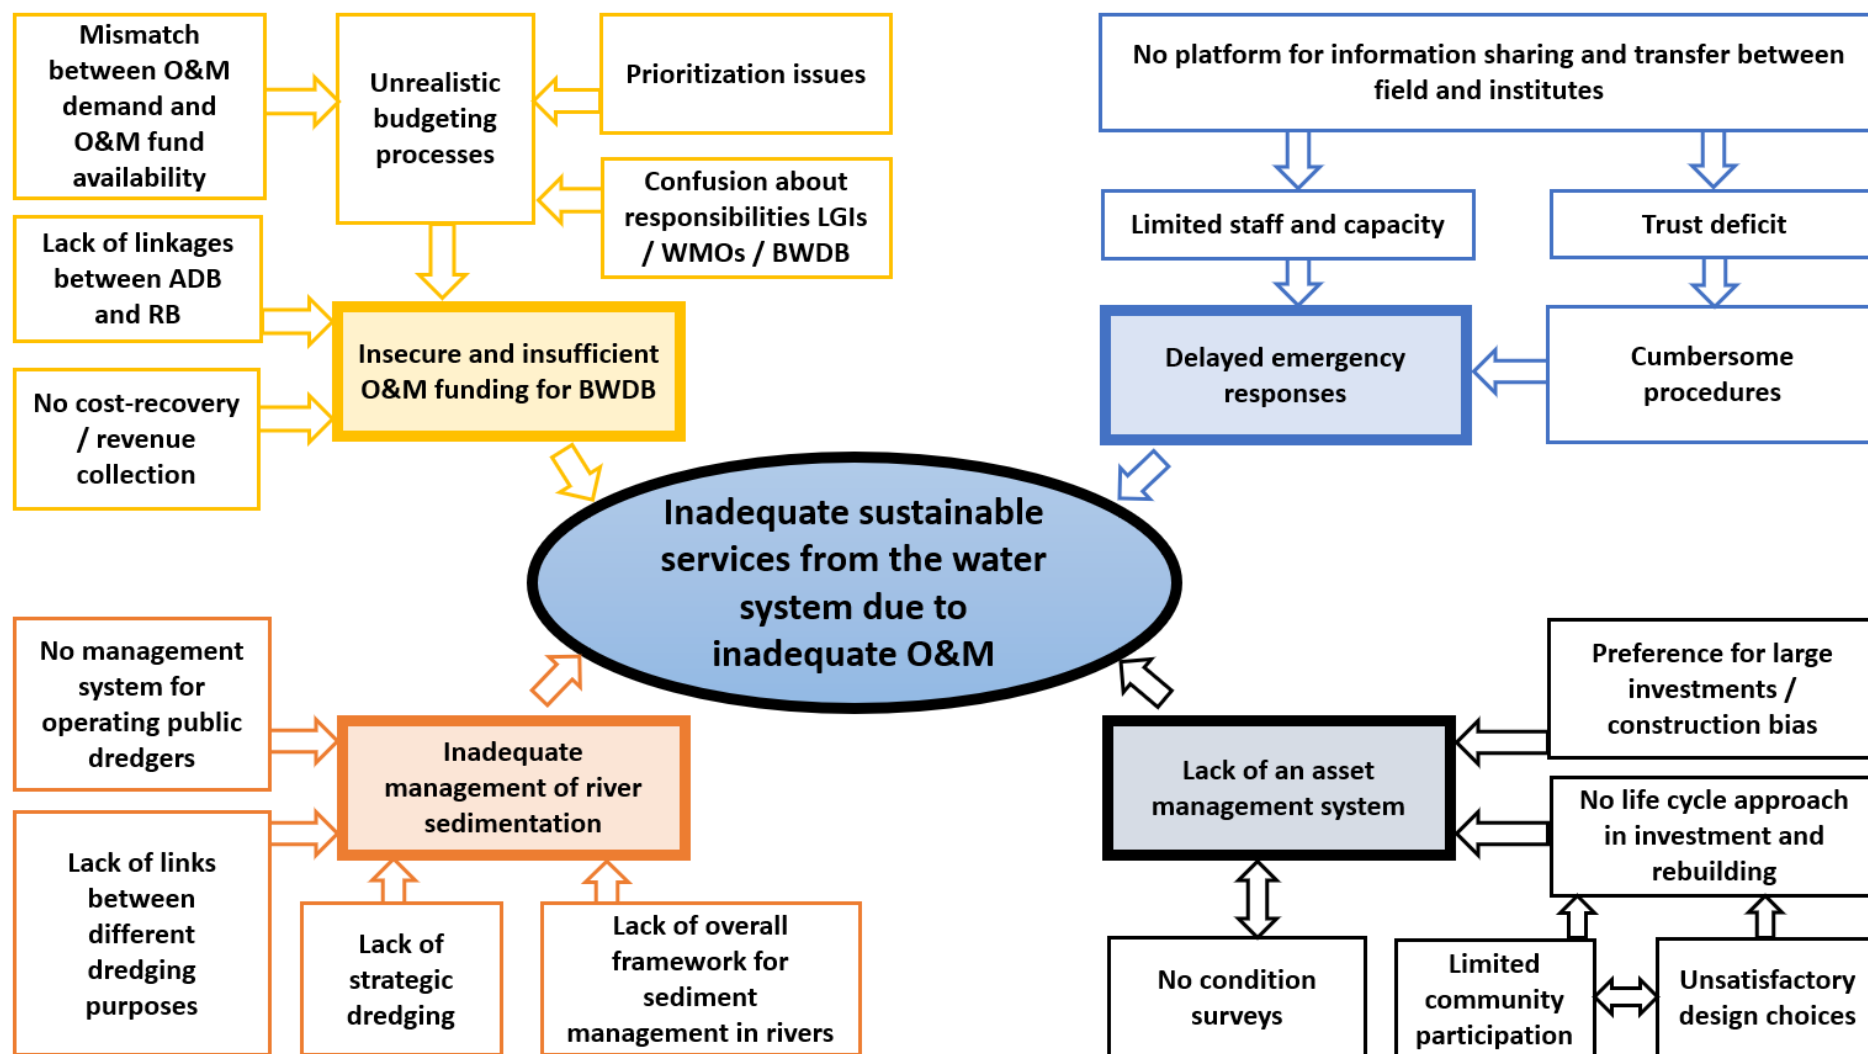 Mismatch
between O&M
demand and
O&M fund
availability
Unrealistic
budgeting
processes
Prioritization issues
Confusion about
responsibilities LGIs
/ WMOs / BWDB
Lack of linkages
between ADB
and RB
No cost-recovery
/ revenue
collection
Insecure and insufficient
O&M funding for BWDB
No platform for information sharing and transfer between
field and institutes
Limited staff and capacity
Trust deficit
Delayed emergency
responses
Cumbersome
procedures
Inadequate sustainable
services from the water
system due to
inadequate O&M
No management
system for
operating public
dredgers
Inadequate
management of river
sedimentation
Lack of links
between
different
dredging
purposes
Lack of
strategic
dredging
Lack of overall
framework for
sediment
management in rivers
Lack of an asset
management system
Preference for large
investments /
construction bias
No life cycle approach
in investment and
rebuilding
No condition
surveys
Limited
community
participation
Unsatisfactory
design choices